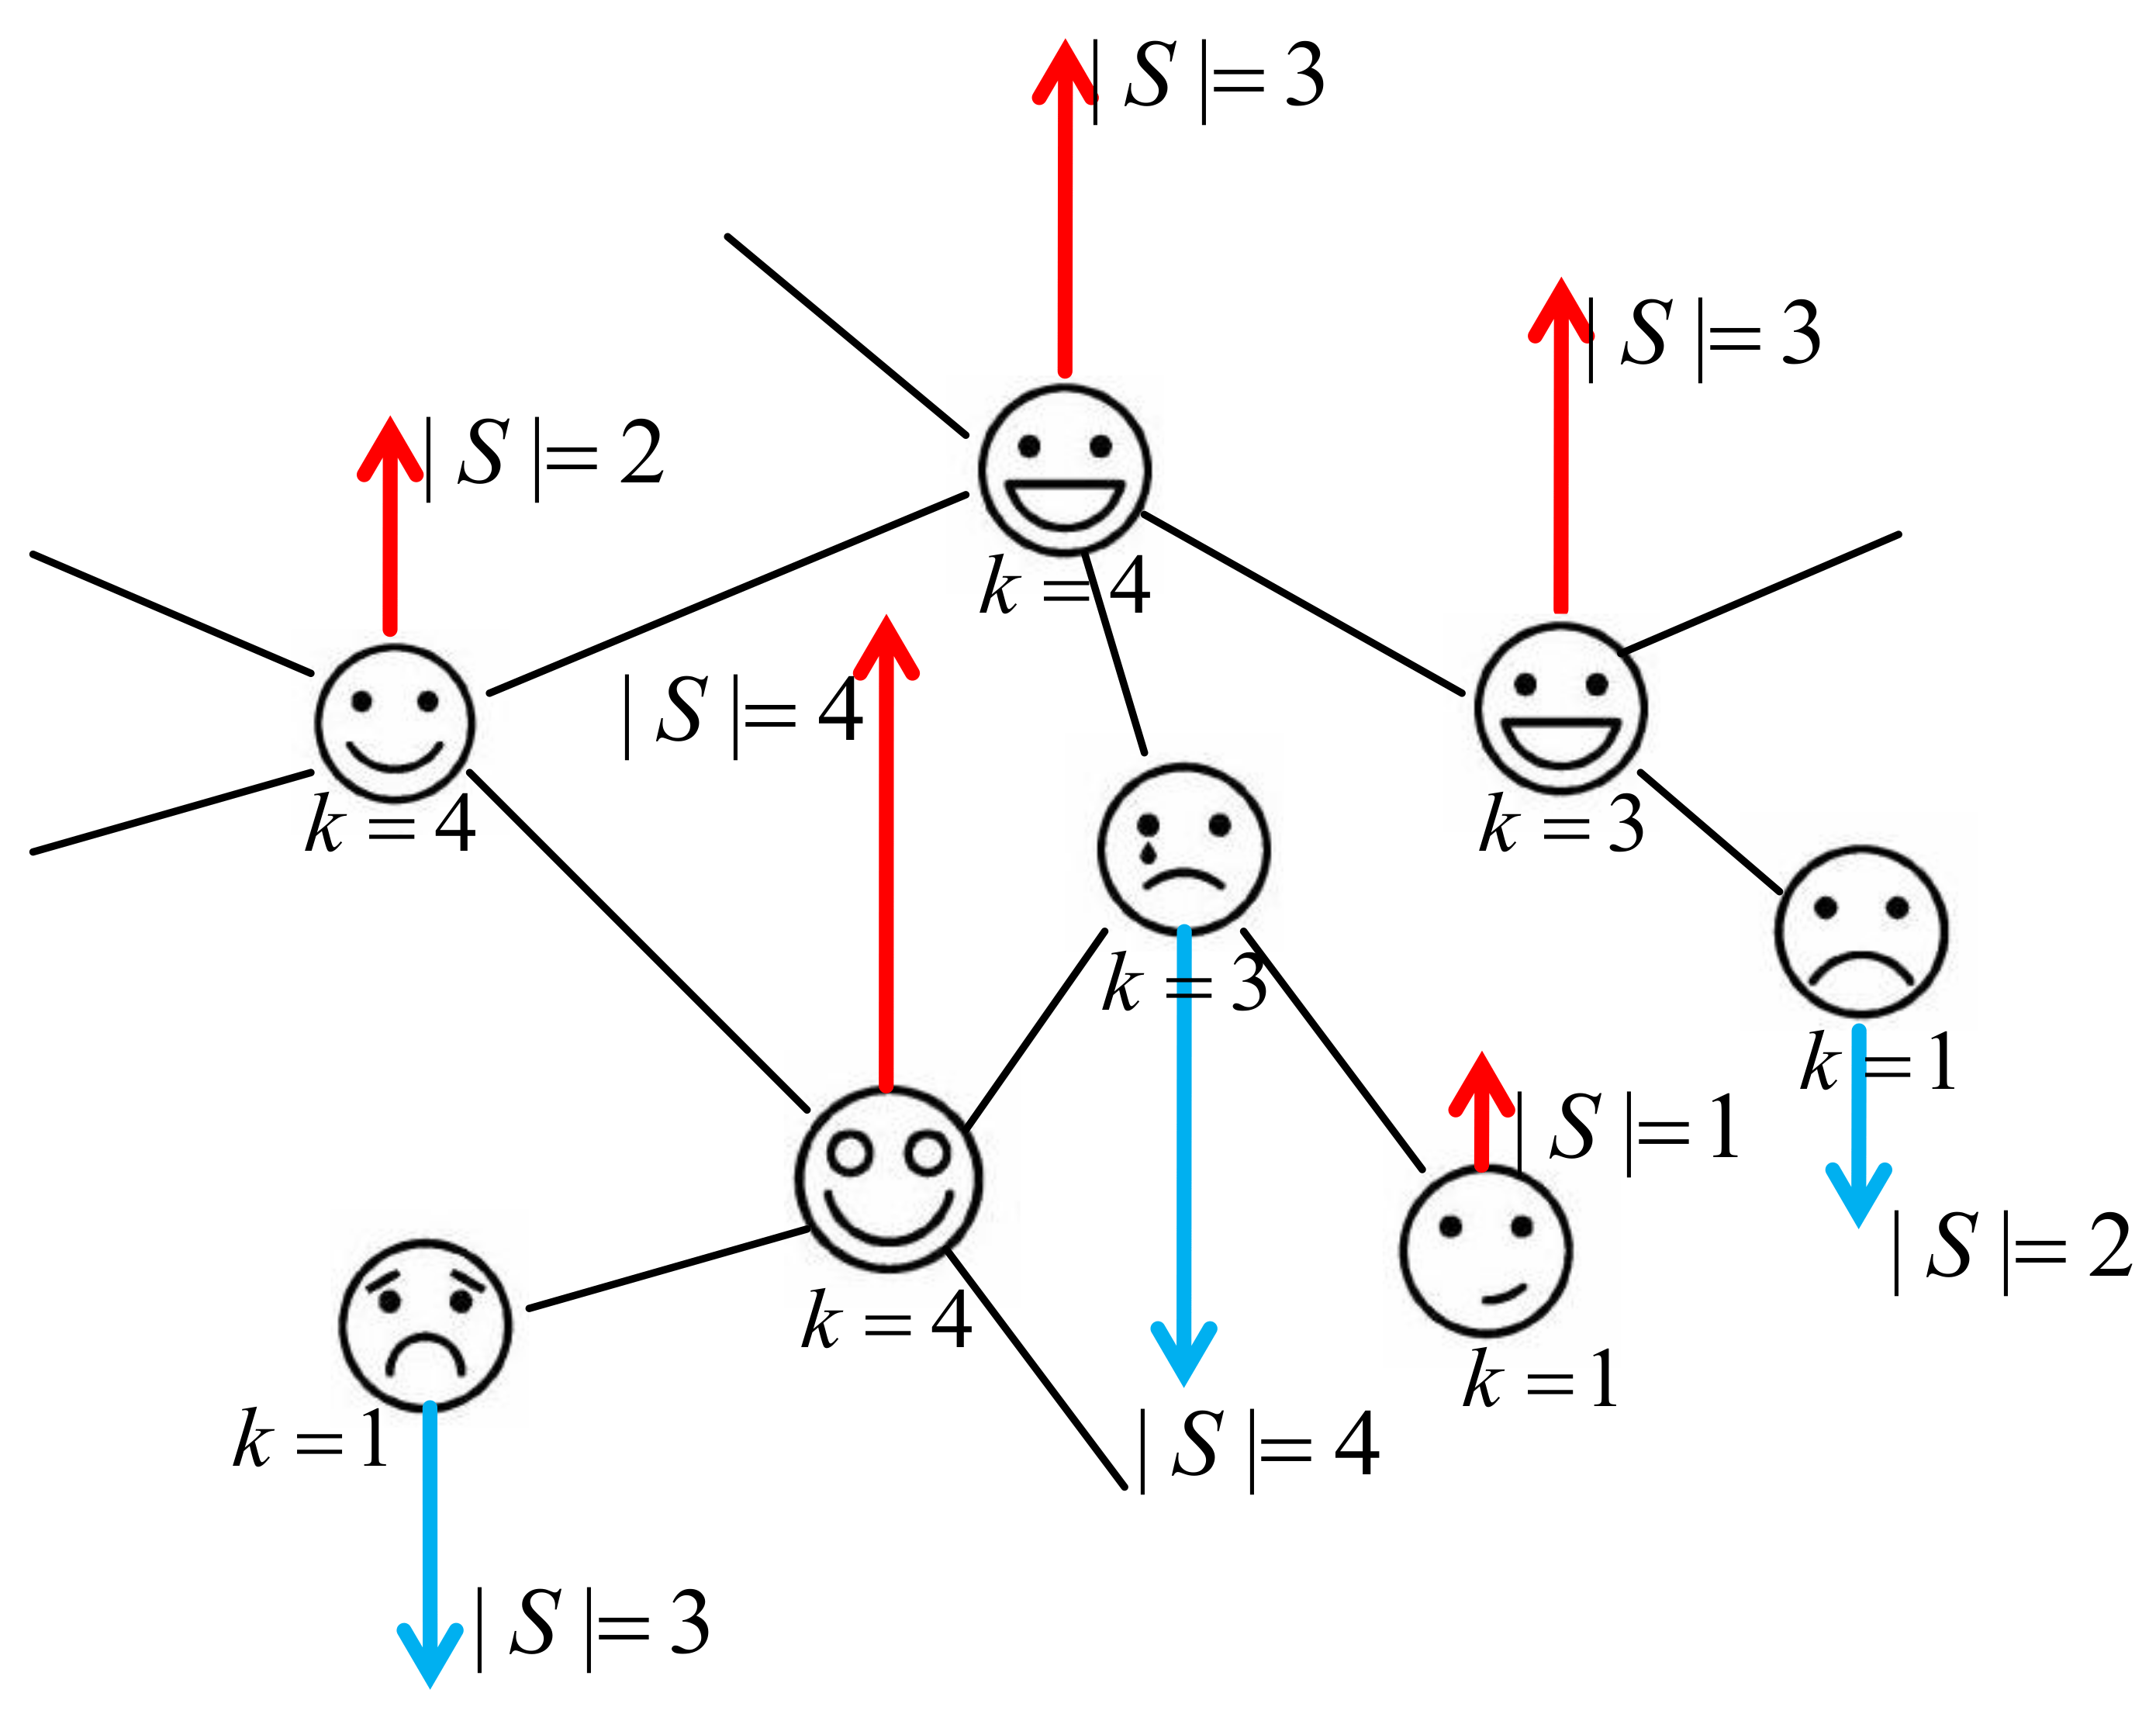 | S |= 3
| S |= 3
| S |= 2
k = 4
| S |= 4
k = 4
k = 3
k = 3
k = 1
| S |= 1
| S |= 2
k = 4
k = 1
k = 1
| S |= 4
| S |= 3